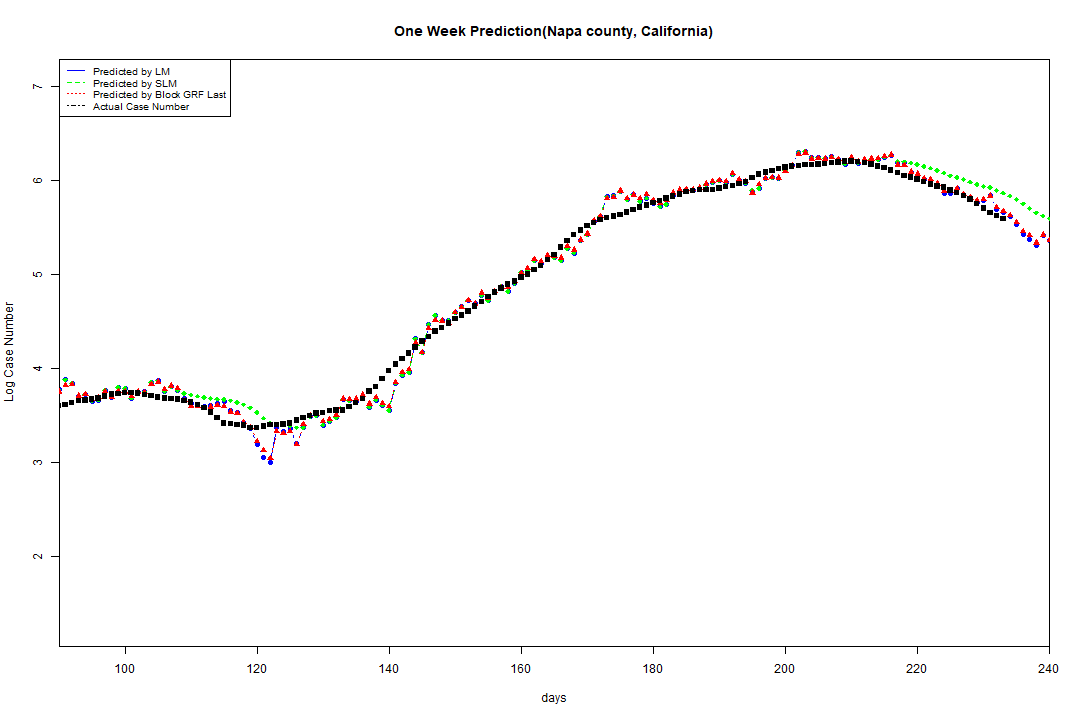 One Week Prediction(Napa county, California)
Predicted by LM
Predicted by SLM
Predicted by Block GRF Last
Actual Case Number
7
6
5
4
3
2
Log Case Number
100 120 140 160 180 200 220 240
days